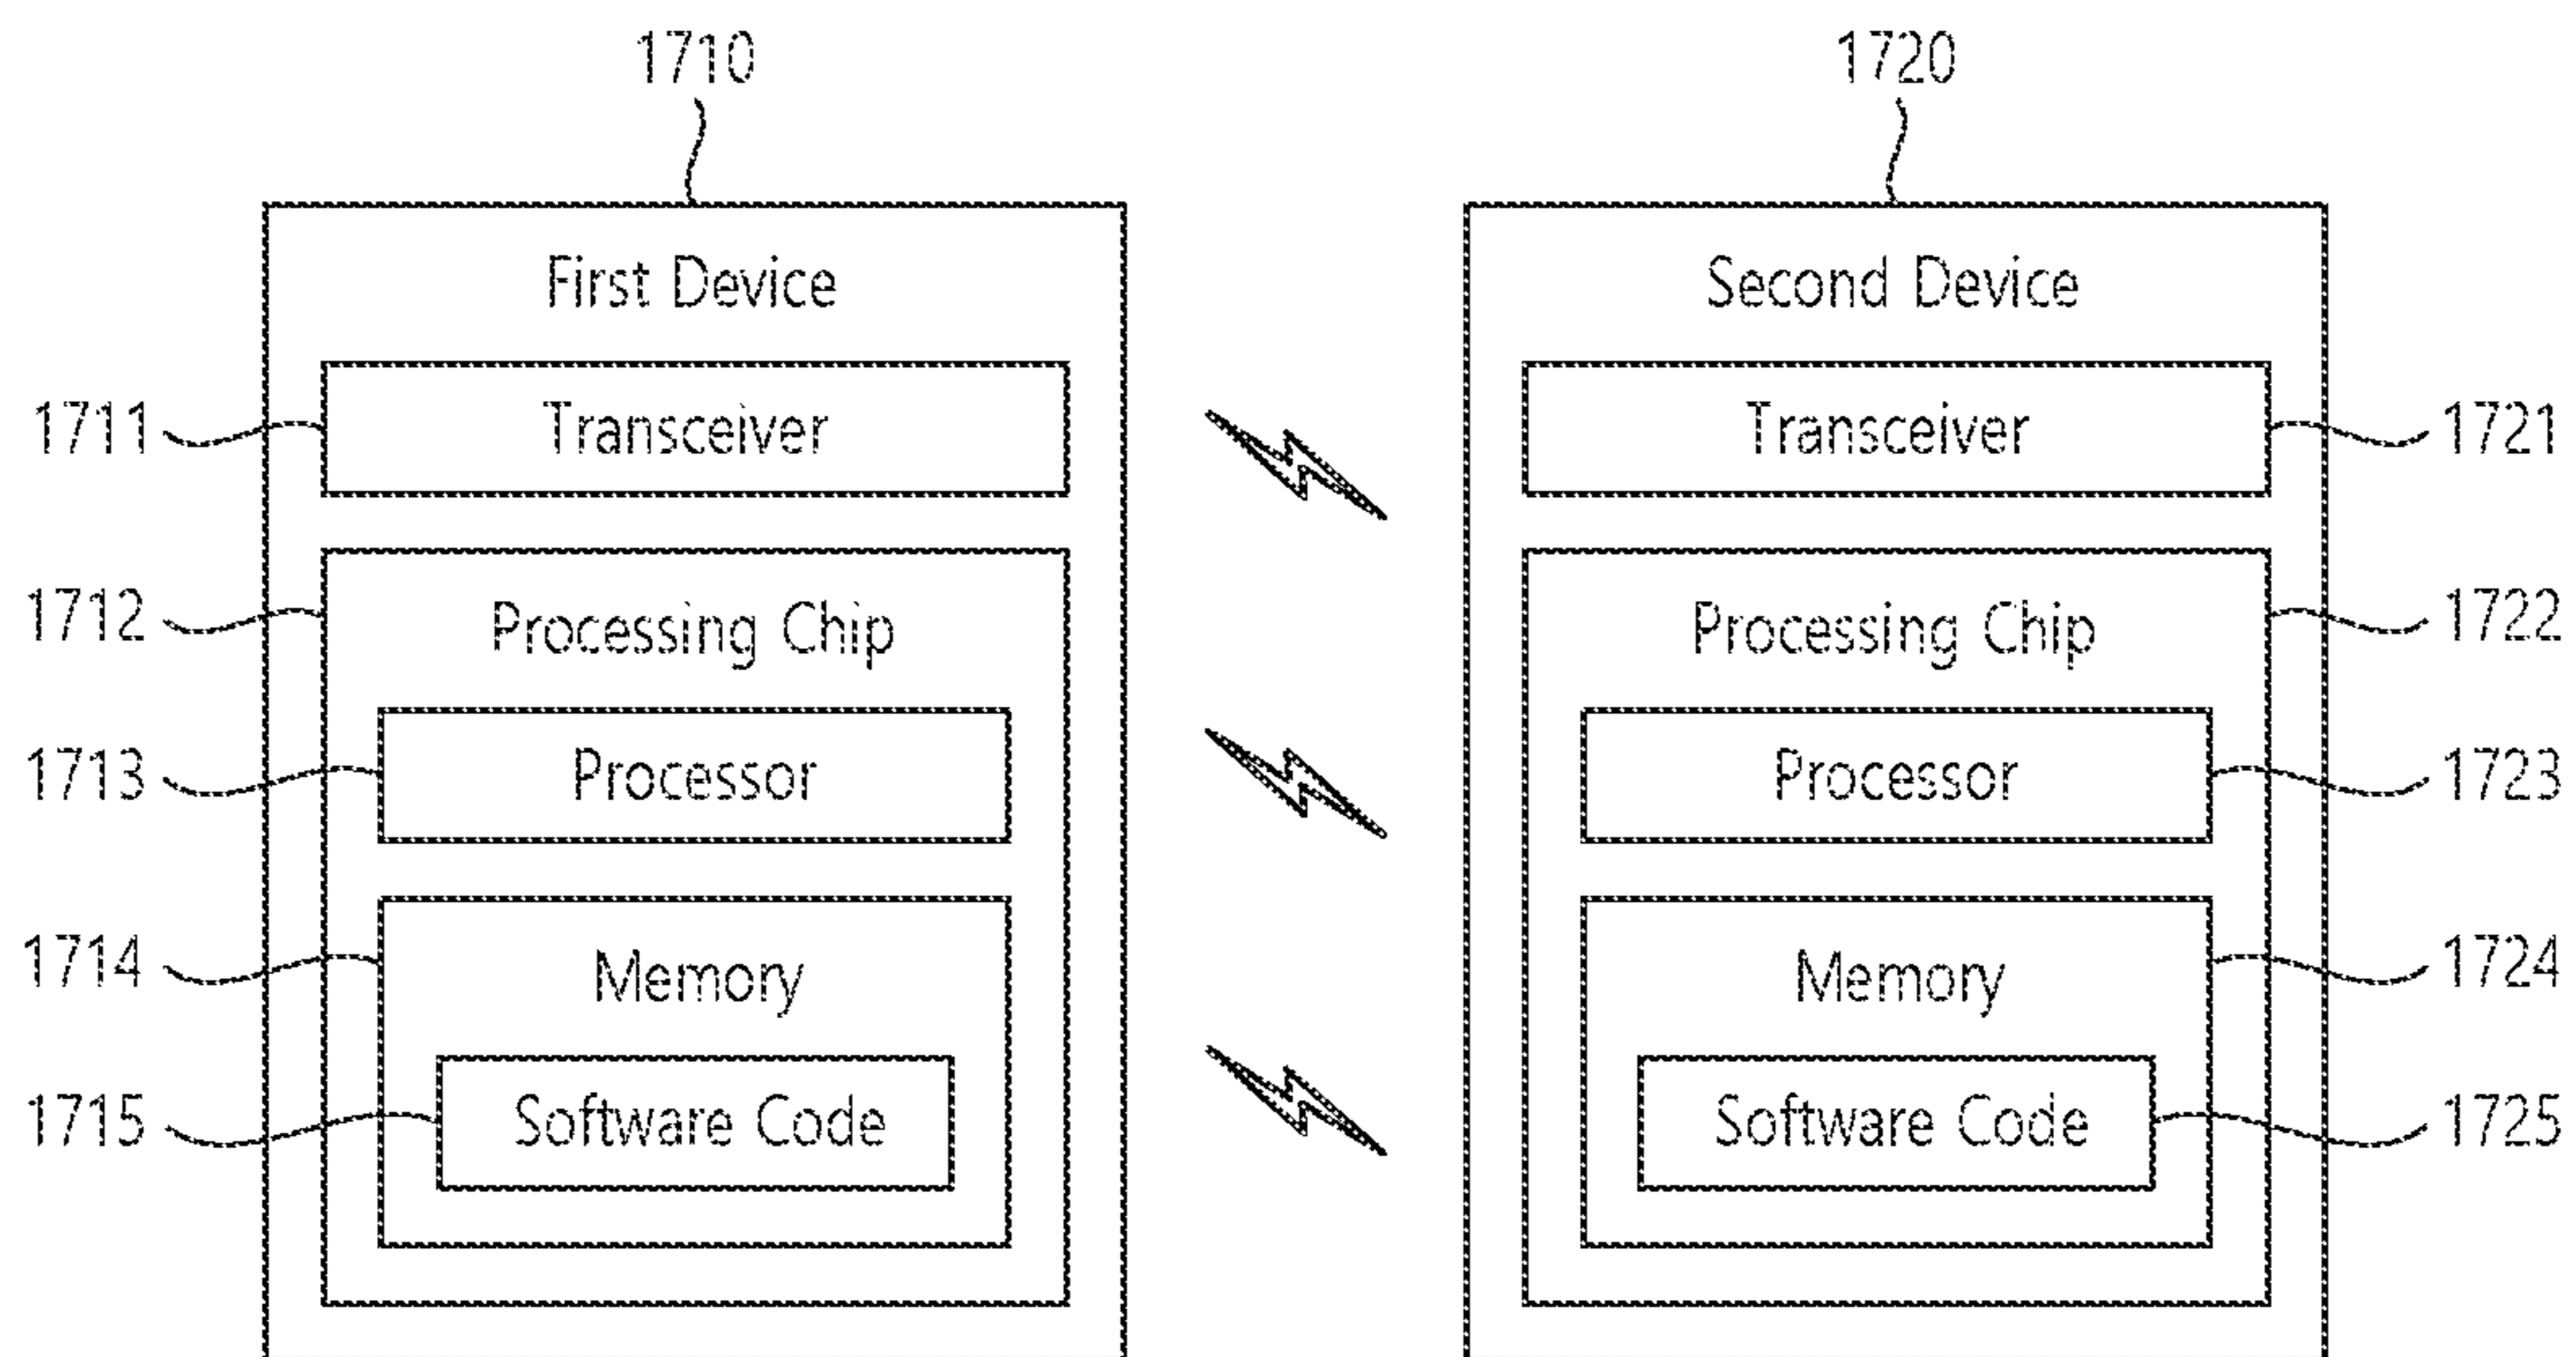 1710
First Device
1711
Transceiver
1712
Processing Chip
1713
Processor
1714
Memory
1715
Software Code
1720
Second Device
Transceiver
1721
Processing Chip
1722
Processor
1723
Memory
1724
Software Code
1725